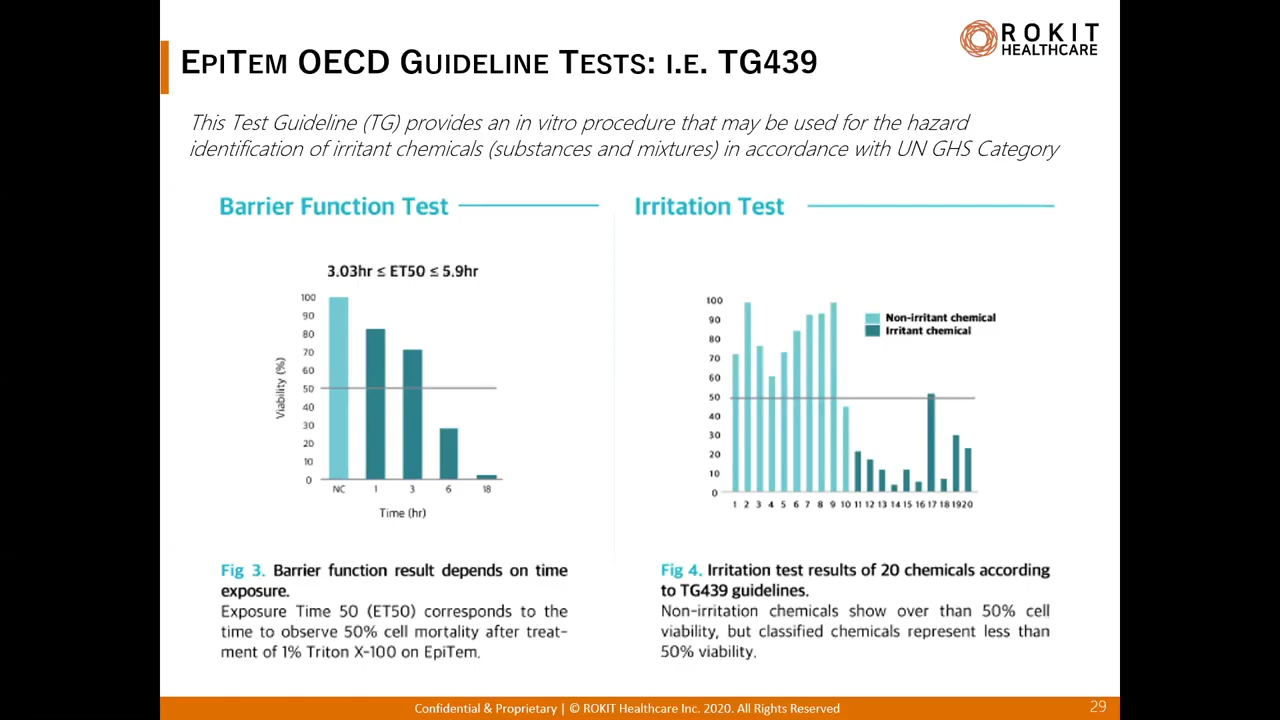 ROKIT
HEALTHCARE
EPITEM OECD GUIDELINE TESTS: I.E. TG439
This Test Guideline (TG) provides an in vitro procedure that may be used for the hazard
identification of irritant chemicals (substances and mixtures) in accordance with UN GHS Category
Barrier Function Test
3.03hr ≤ ET50 ≤ 5.9hr
100
90
80
70
60
50
40
30
20
10
0
Viability (%)
NC 1 3 6 18
Time (hr)
Fig 3. Barrier function result depends on time
exposure.
Exposure Time 50 (ET50) corresponds to the
time to observe 50% cell mortality after treat-
ment of 1% Triton X-100 on EpiTem.
Irritation Test
100
90
80
70
60
50
40
30
20
10
0
Non-irritant chemical
Irritant chemical
1 2 3 4 5 6 7 8 9 10 11 12 13 14 15 16 17 18 19 20
Fig 4. Irritation test results of 20 chemicals according
to TG439 guidelines.
Non-irritation chemicals show over than 50% cell
viability, but classified chemicals represent less than
50% viability.
Confidential & Proprietary | © ROKIT Healthcare Inc. 2020. All Rights Reserved
29